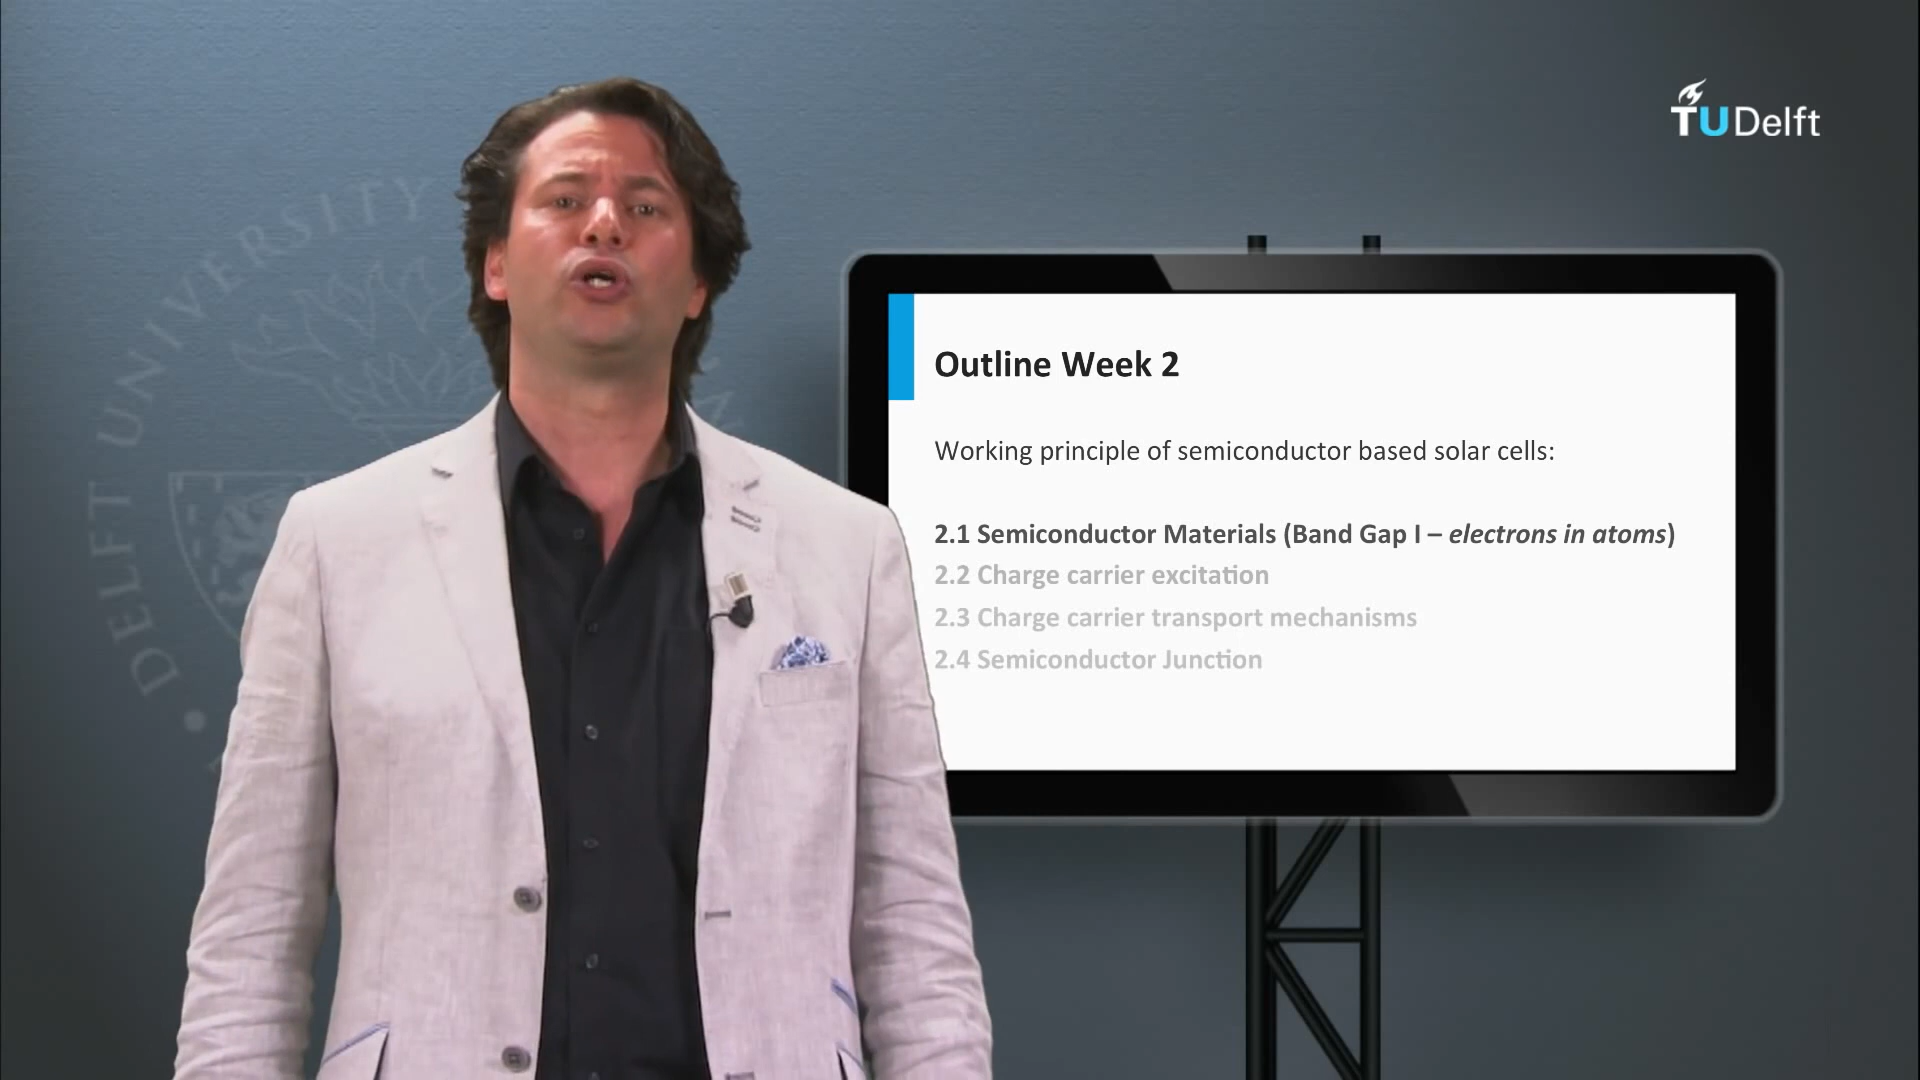 TUDelft
DELFT UNIVERSITY
Outline Week 2
Working principle of semiconductor based solar cells:
2.1 Semiconductor Materials (Band Gap I – electrons in atoms)
2.2 Charge carrier excitation
2.3 Charge carrier transport mechanisms
2.4 Semiconductor Junction